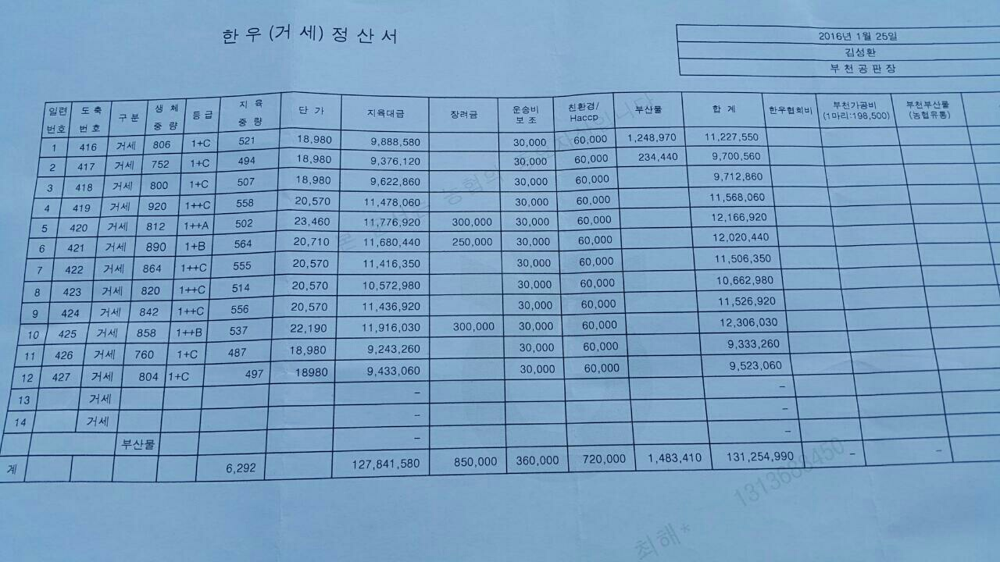 한우(거세)정산서
2016년 1월 25일
김성환
부천공판장
일련번호 도축번호 구분 생체중량 등급 지육중량 단가 지육대금 장려금 운송비보조 친환경/Haccp 부산물 합계 한우협회비 부천가공비(1마리:198,500) 부천부산물(농협유통)
1 416 거세 806 1+C 521 18,980 9,888,580 30,000 60,000 1,248,970 11,227,550
2 417 거세 752 1+C 494 18,980 9,376,120 30,000 60,000 234,440 9,700,560
3 418 거세 800 1+C 507 18,980 9,622,860 30,000 60,000 9,712,860
4 419 거세 920 1++C 558 20,570 11,478,060 30,000 60,000 11,568,060
5 420 거세 812 1++A 502 23,460 11,776,920 300,000 30,000 60,000 12,166,920
6 421 거세 890 1+B 564 20,710 11,680,440 250,000 30,000 60,000 12,020,440
7 422 거세 864 1++C 555 20,570 11,416,350 30,000 60,000 11,506,350
8 423 거세 820 1++C 514 20,570 10,572,980 30,000 60,000 10,662,980
9 424 거세 842 1++C 556 20,570 11,436,920 30,000 60,000 11,526,920
10 425 거세 858 1++B 537 22,190 11,916,030 300,000 30,000 60,000 12,306,030
11 426 거세 760 1+C 487 18,980 9,243,260 30,000 60,000 9,333,260
12 427 거세 804 1+C 497 18980 9,433,060 30,000 60,000 9,523,060
13 거세 - -
14 거세 - -
부산물 - -
계 6,292 127,841,580 850,000 360,000 720,000 1,483,410 131,254,990 - -
최해*